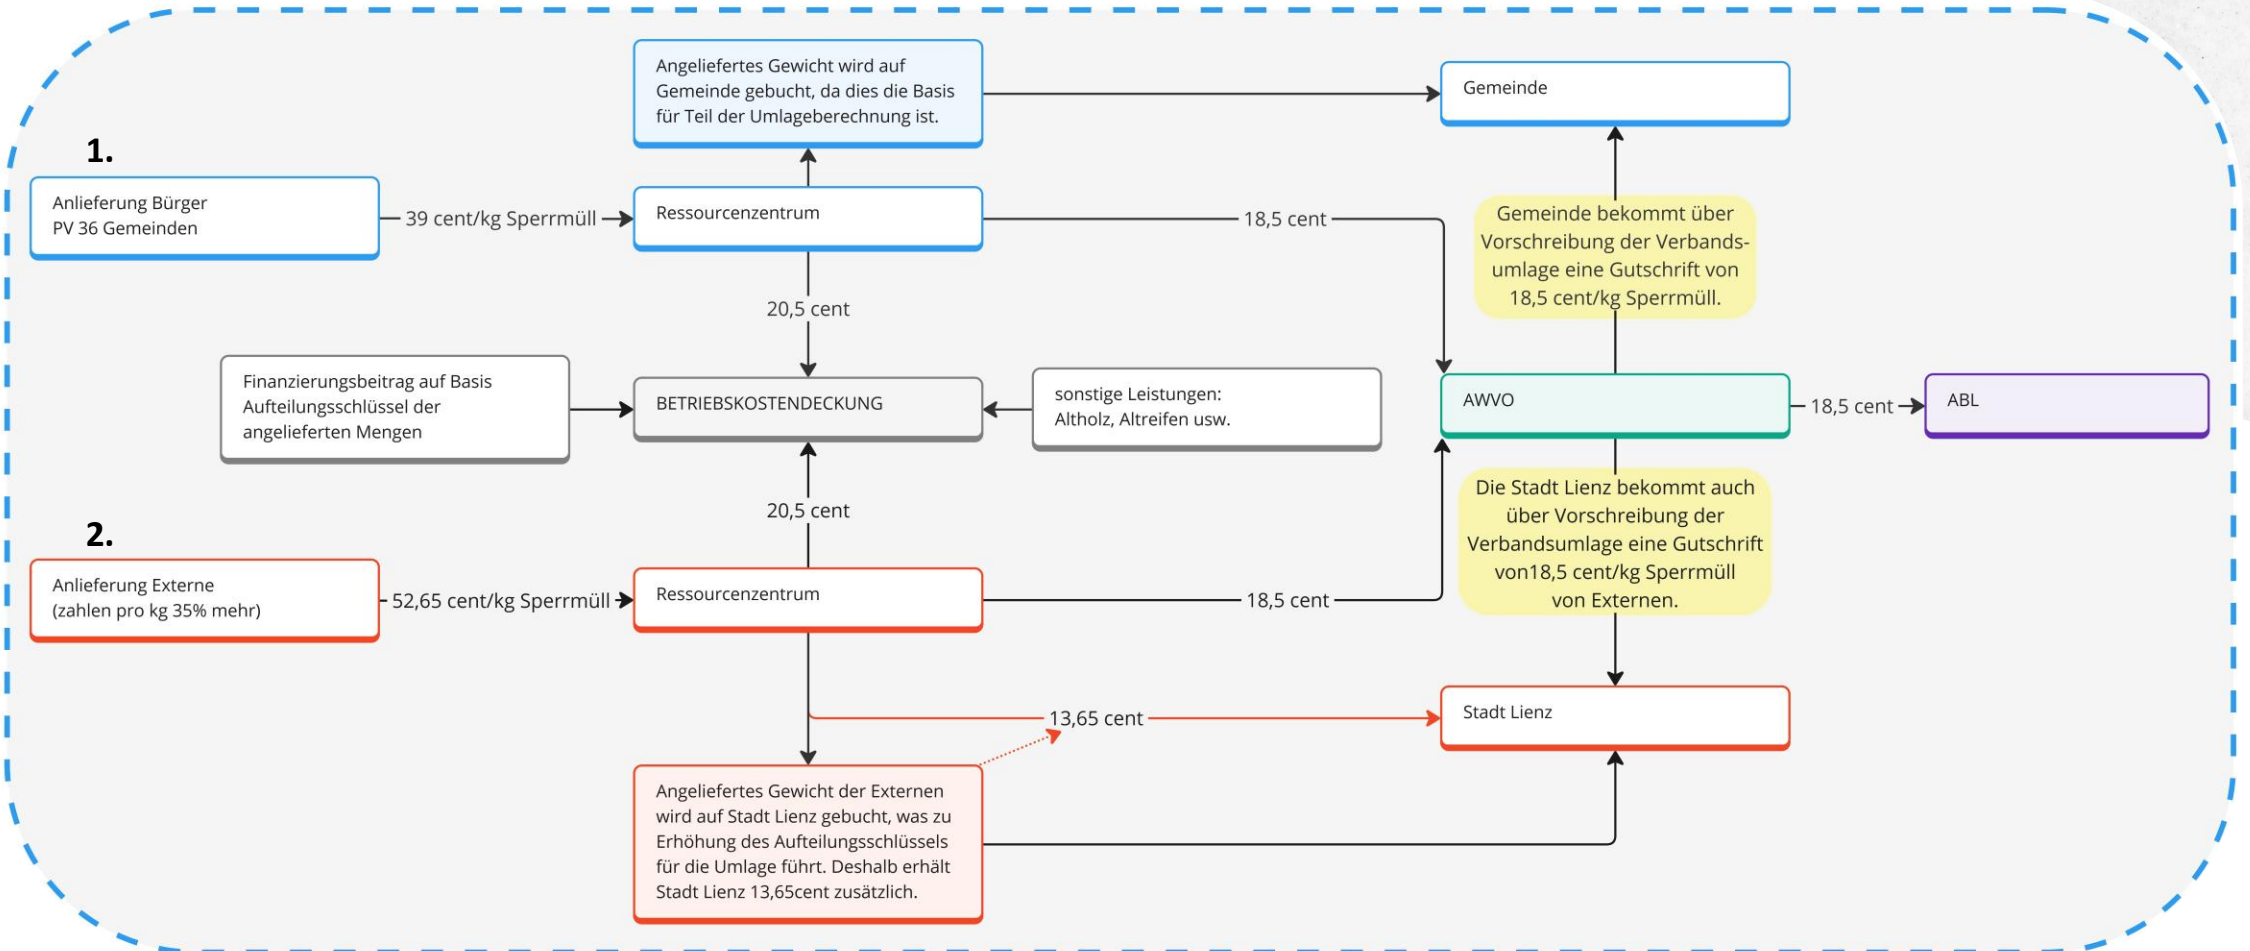 Angeliefertes Gewicht wird auf
Gemeinde gebucht, da dies die Basis
für Teil der Umlageberechnung ist.
Gemeinde
1.
Anlieferung Bürger
PV 36 Gemeinden
39 cent/kg Sperrmüll
Ressourcenzentrum
18,5 cent
Gemeinde bekommt über
Vorschreibung der Verbands-
umlage eine Gutschrift von
18,5 cent/kg Sperrmüll.
20,5 cent
Finanzierungsbeitrag auf Basis
Aufteilungsschlüssel der
angelieferten Mengen
BETRIEBSKOSTENDECKUNG
sonstige Leistungen:
Altholz, Altreifen usw.
AWVO
18,5 cent
ABL
20,5 cent
Die Stadt Lienz bekommt auch
über Vorschreibung der
Verbandsumlage eine Gutschrift
von18,5 cent/kg Sperrmüll
von Externen.
2.
Anlieferung Externe
(zahlen pro kg 35% mehr)
52,65 cent/kg Sperrmüll
Ressourcenzentrum
18,5 cent
13,65 cent
Stadt Lienz
Angeliefertes Gewicht der Externen
wird auf Stadt Lienz gebucht, was zu
Erhöhung des Aufteilungsschlüssels
für die Umlage führt. Deshalb erhält
Stadt Lienz 13,65cent zusätzlich.